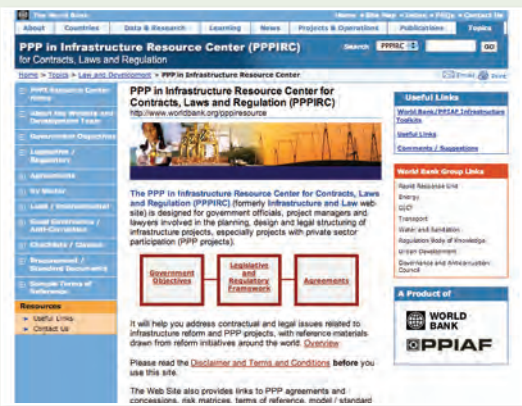 The World Bank
Home • Site Map • Index • FAQs • Contact Us
About Countries Data & Research Learning News Projects & Operations Publications Topics
PPP in Infrastructure Resource Center (PPPIRC)
for Contracts, Laws and Regulation
Search PPPIRC GO
Home > Topics > Law and Development > PPP in Infrastructure Resource Center
Email Print
PPP Resource Center
Home
About the Website and
Development Team
Government Objectives
Legislative /
Regulatory
Agreements
By Sector
Legal / Environmental
Good Governance /
Anti-Corruption
Checklists / Clauses
Procurement /
Standard Documents
Sample Terms of
Reference
Resources
Useful Links
Contact Us
PPP in Infrastructure Resource Center for
Contracts, Laws and Regulation (PPPIRC)
http://www.worldbank.org/pppiresource
The PPP in Infrastructure Resource Center for Contracts, Laws
and Regulation (PPPIRC) (formerly Infrastructure and Law web
site) is designed for government officials, project managers and
lawyers involved in the planning, design and legal structuring of
infrastructure projects, especially projects with private sector
participation (PPP projects).
Government
Objectives
Legislative
and
Regulatory
Framework
Agreements
It will help you address contractual and legal issues related to
infrastructure reform and PPP projects, with reference materials
drawn from reform initiatives around the world. Overview
Please read the Disclaimer and Terms and Conditions before you
use this site.
The Web Site also provides links to PPP agreements and
concessions, risk matrices, terms of reference, model / standard
Useful Links
World Bank/PPIAF Infrastructure
Toolkits
Useful Links
Comments / Suggestions
World Bank Group Links
Rapid Response Unit
Energy
GICT
Transport
Water and Sanitation
Regulation Body of Knowledge
Urban Development
Governance and Anticorruption
Council
A Product of
WORLD
BANK
PPIAF